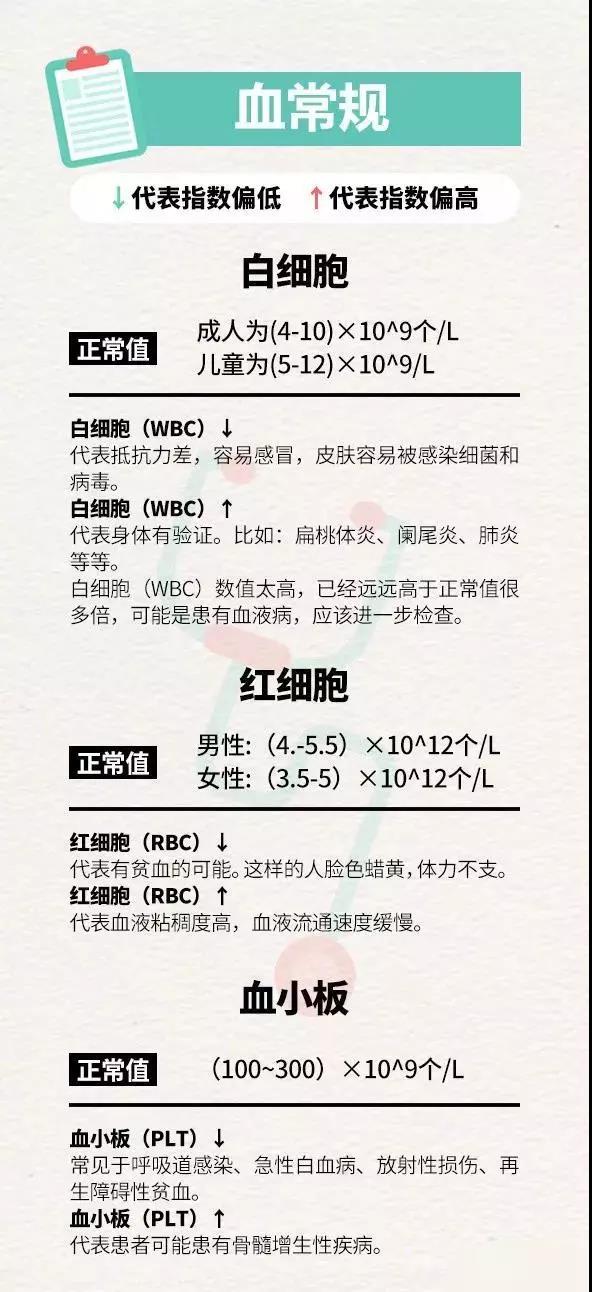 血常规
↓代表指数偏低 ↑代表指数偏高
白细胞
正常值
成人为(4-10)×10^9个/L
儿童为(5-12)×10^9/L
白细胞（WBC）↓
代表抵抗力差，容易感冒，皮肤容易被感染细菌和
病毒。
白细胞（WBC）↑
代表身体有验证。比如：扁桃体炎、阑尾炎、肺炎
等等。
白细胞（WBC）数值太高，已经远远高于正常值很
多倍，可能是患有血液病，应该进一步检查。
红细胞
正常值
男性:（4.-5.5）×10^12个/L
女性:（3.5-5）×10^12个/L
红细胞（RBC）↓
代表有贫血的可能。这样的人脸色蜡黄，体力不支。
红细胞（RBC）↑
代表血液粘稠度高，血液流通速度缓慢。
血小板
正常值
（100~300）×10^9个/L
血小板（PLT）↓
常见于呼吸道感染、急性白血病、放射性损伤、再
生障碍性贫血。
血小板（PLT）↑
代表患者可能患有骨髓增生性疾病。